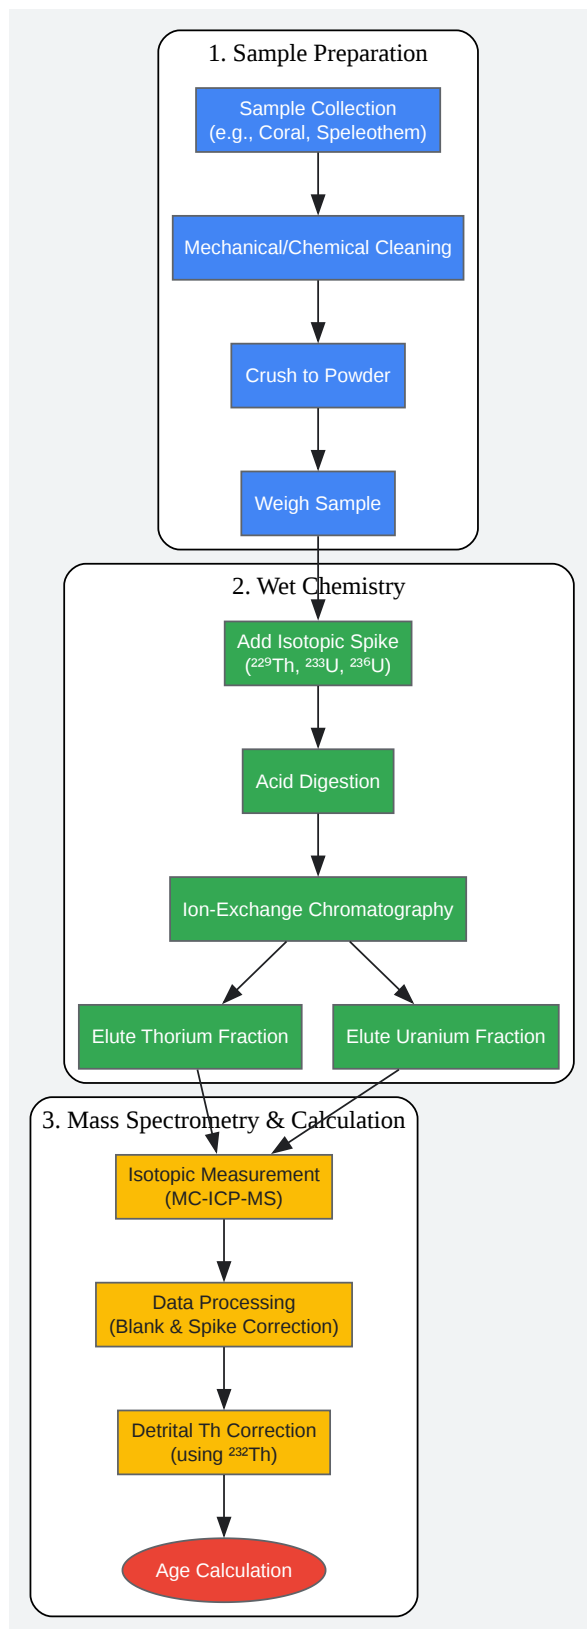 1. Sample Preparation
Sample Collection
(e.g., Coral, Speleothem)
Mechanical/Chemical Cleaning
Crush to Powder
Weigh Sample
2. Wet Chemistry
Add Isotopic Spike
(²²⁹Th, ²³³U, ²³⁶U)
Acid Digestion
Ion-Exchange Chromatography
Elute Thorium Fraction
Elute Uranium Fraction
3. Mass Spectrometry & Calculation
Isotopic Measurement
(MC-ICP-MS)
Data Processing
(Blank & Spike Correction)
Detrital Th Correction
(using ²³²Th)
Age Calculation